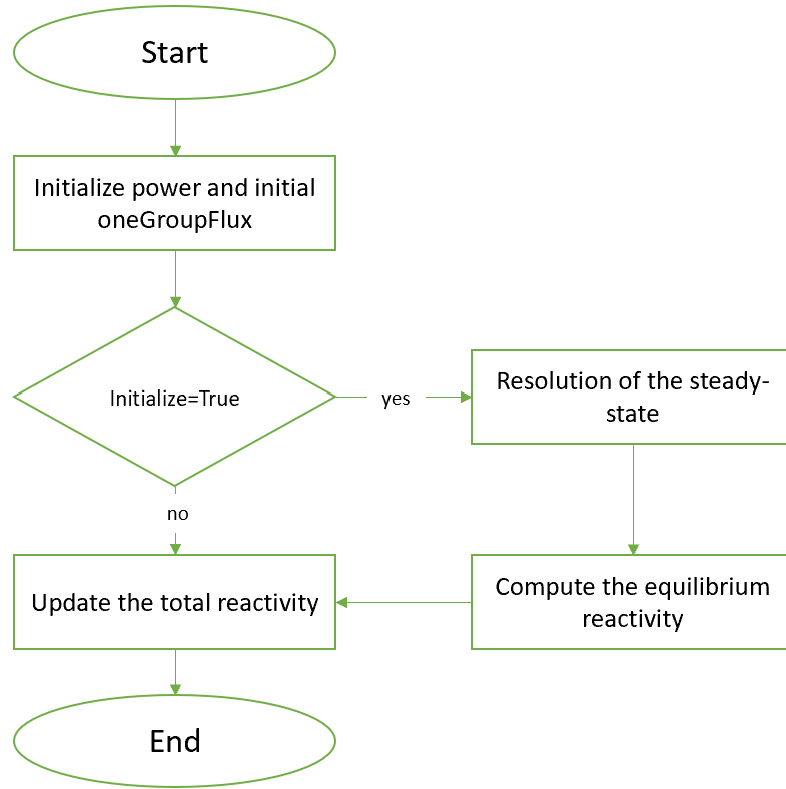 Start
Initialize power and initial
oneGroupFlux
Initialize=True
yes
Resolution of the steady-
state
no
Update the total reactivity
Compute the equilibrium
reactivity
End